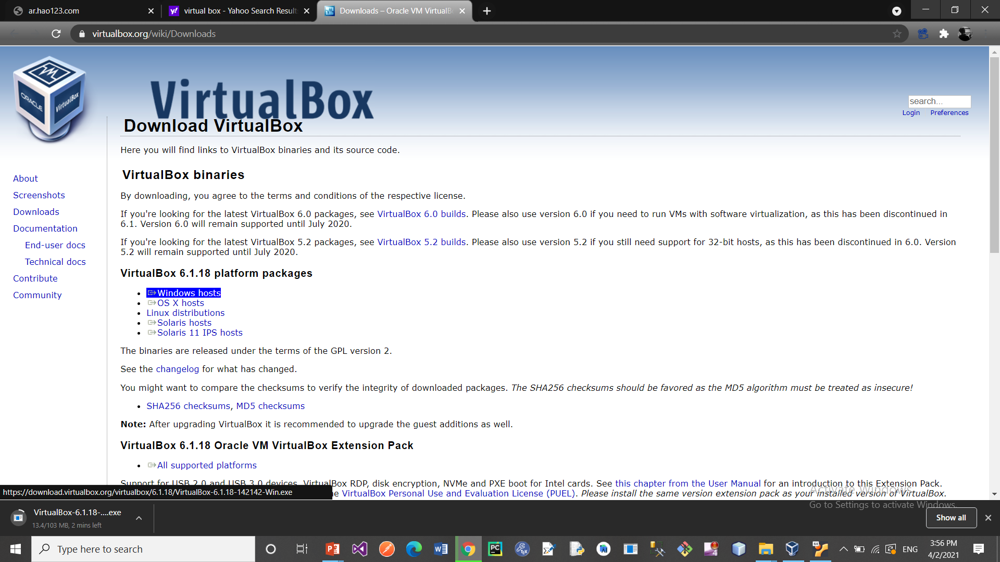 ar.hao123.com
virtual box - Yahoo Search Results
Downloads – Oracle VM VirtualB
virtualbox.org/wiki/Downloads
ORACLE
VirtualBox
VirtualBox
search...
Login Preferences
Download VirtualBox
Here you will find links to VirtualBox binaries and its source code.
About
Screenshots
Downloads
Documentation
End-user docs
Technical docs
Contribute
Community
VirtualBox binaries
By downloading, you agree to the terms and conditions of the respective license.
If you're looking for the latest VirtualBox 6.0 packages, see VirtualBox 6.0 builds. Please also use version 6.0 if you need to run VMs with software virtualization, as this has been discontinued in
6.1. Version 6.0 will remain supported until July 2020.
If you're looking for the latest VirtualBox 5.2 packages, see VirtualBox 5.2 builds. Please also use version 5.2 if you still need support for 32-bit hosts, as this has been discontinued in 6.0. Version
5.2 will remain supported until July 2020.
VirtualBox 6.1.18 platform packages
• Windows hosts
• OS X hosts
• Linux distributions
• Solaris hosts
• Solaris 11 IPS hosts
The binaries are released under the terms of the GPL version 2.
See the changelog for what has changed.
You might want to compare the checksums to verify the integrity of downloaded packages. The SHA256 checksums should be favored as the MD5 algorithm must be treated as insecure!
• SHA256 checksums, MD5 checksums
Note: After upgrading VirtualBox it is recommended to upgrade the guest additions as well.
VirtualBox 6.1.18 Oracle VM VirtualBox Extension Pack
• All supported platforms
Support for USB 2.0 and USB 3.0 devices, VirtualBox RDP, disk encryption, NVMe and PXE boot for Intel cards. See this chapter from the User Manual for an introduction to this Extension Pack.
VirtualBox Personal Use and Evaluation License (PUEL). Please install the same version extension pack as your installed version of VirtualBox.
https://download.virtualbox.org/virtualbox/6.1.18/VirtualBox-6.1.18-142142-Win.exe
Activate Windows
Go to Settings to activate Windows.
VirtualBox-6.1.18-....exe
13.4/103 MB, 2 mins left
Show all
Type here to search
ENG
3:56 PM
4/2/2021